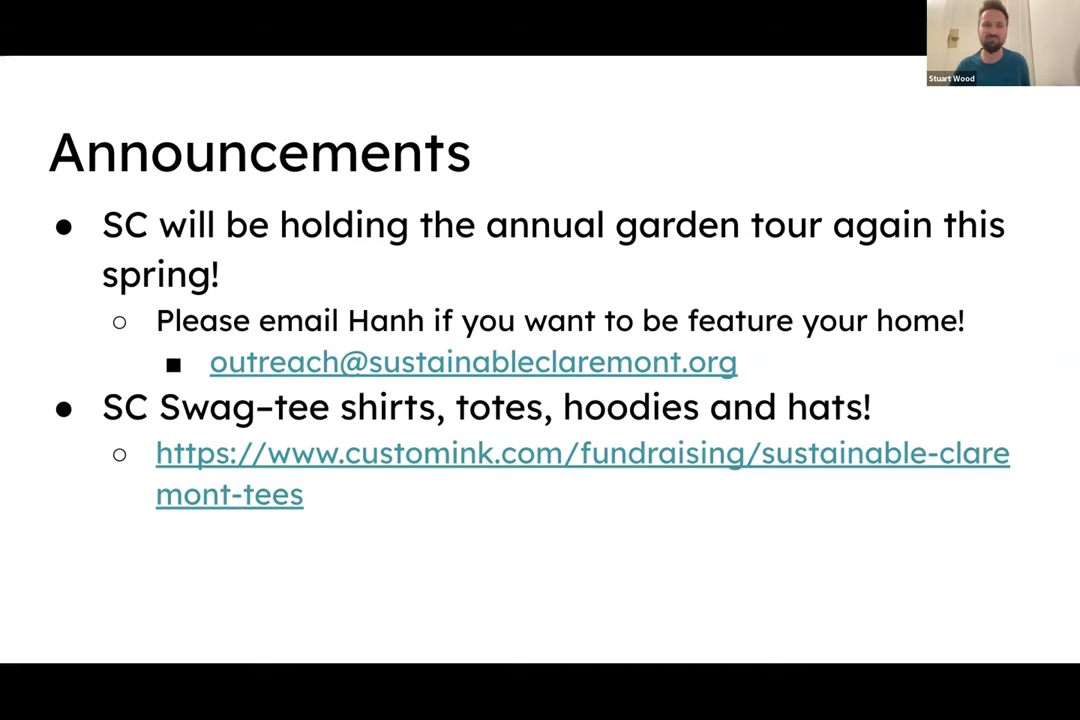 Stuart Wood
Announcements
● SC will be holding the annual garden tour again this
spring!
○ Please email Hanh if you want to be feature your home!
■ outreach@sustainableclaremont.org
● SC Swag–tee shirts, totes, hoodies and hats!
○ https://www.customink.com/fundraising/sustainable-clare
mont-tees